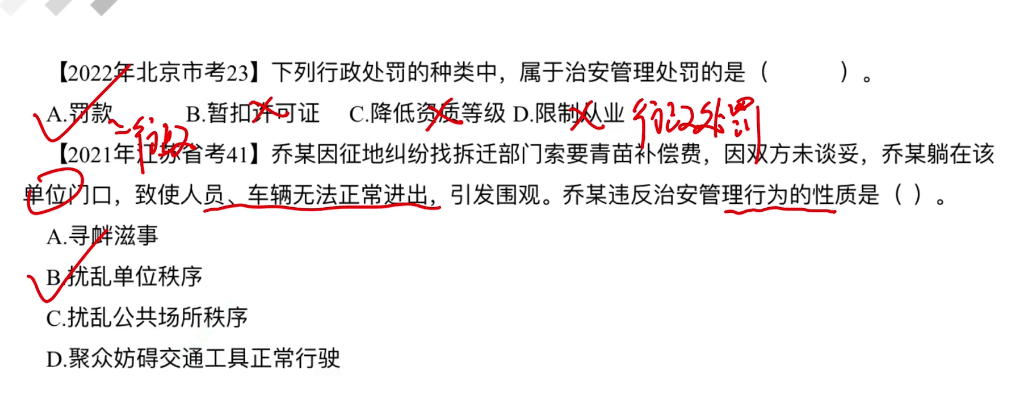 【2022年北京市考23】下列行政处罚的种类中，属于治安管理处罚的是（ ）。
A.罚款 B.暂扣许可证 C.降低资质等级 D.限制从业 行政处罚
【2021年江苏省考41】乔某因征地纠纷找拆迁部门索要青苗补偿费，因双方未谈妥，乔某躺在该
单位门口，致使人员、车辆无法正常进出，引发围观。乔某违反治安管理行为的性质是（ ）。
A.寻衅滋事
B.扰乱单位秩序
C.扰乱公共场所秩序
D.聚众妨碍交通工具正常行驶